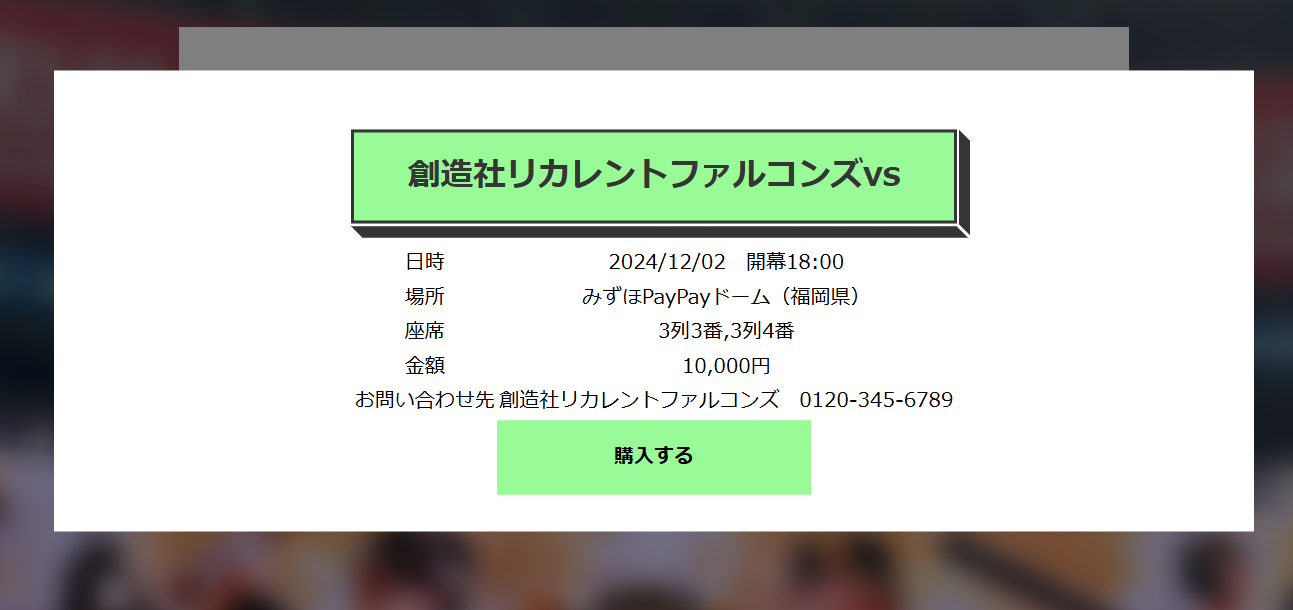 創造社リカレントファルコンズvs
日時 2024/12/02　開幕18:00
場所 みずほPayPayドーム（福岡県）
座席 3列3番,3列4番
金額 10,000円
お問い合わせ先 創造社リカレントファルコンズ　0120-345-6789
購入する